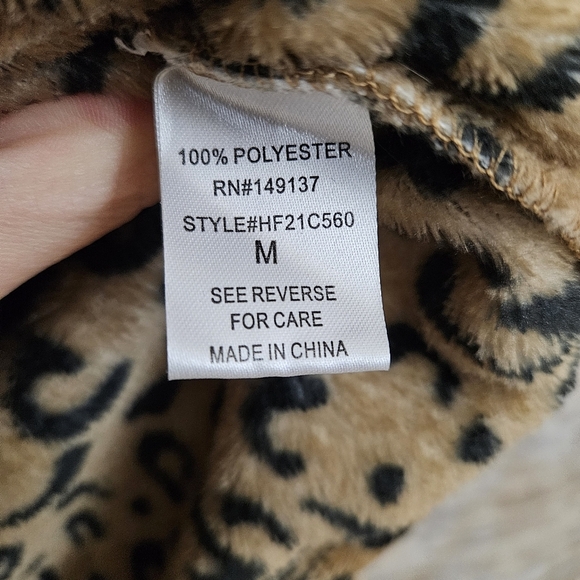 100% POLYESTER
RN#149137
STYLE#HF21C560
M
SEE REVERSE
FOR CARE
MADE IN CHINA